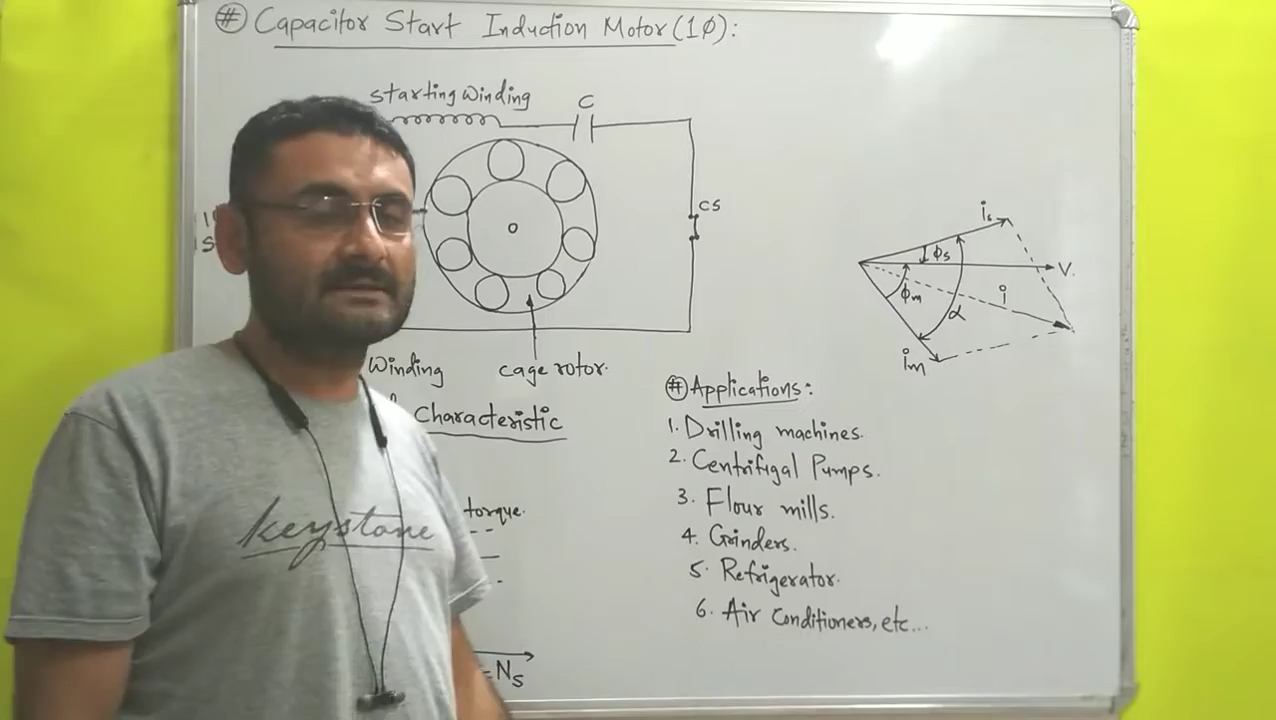 # Capacitor Start Induction Motor (1Ø):
starting winding
C
CS
Winding
cage rotor.
Characteristic
torque.
Ns
is
ϕs
V
ϕm
i
α
im
# Applications:
1. Drilling machines.
2. Centrifigal Pumps.
3. Flour mills.
4. Grinders.
5. Refrigerator.
6. Air Conditioners, etc...
keystone